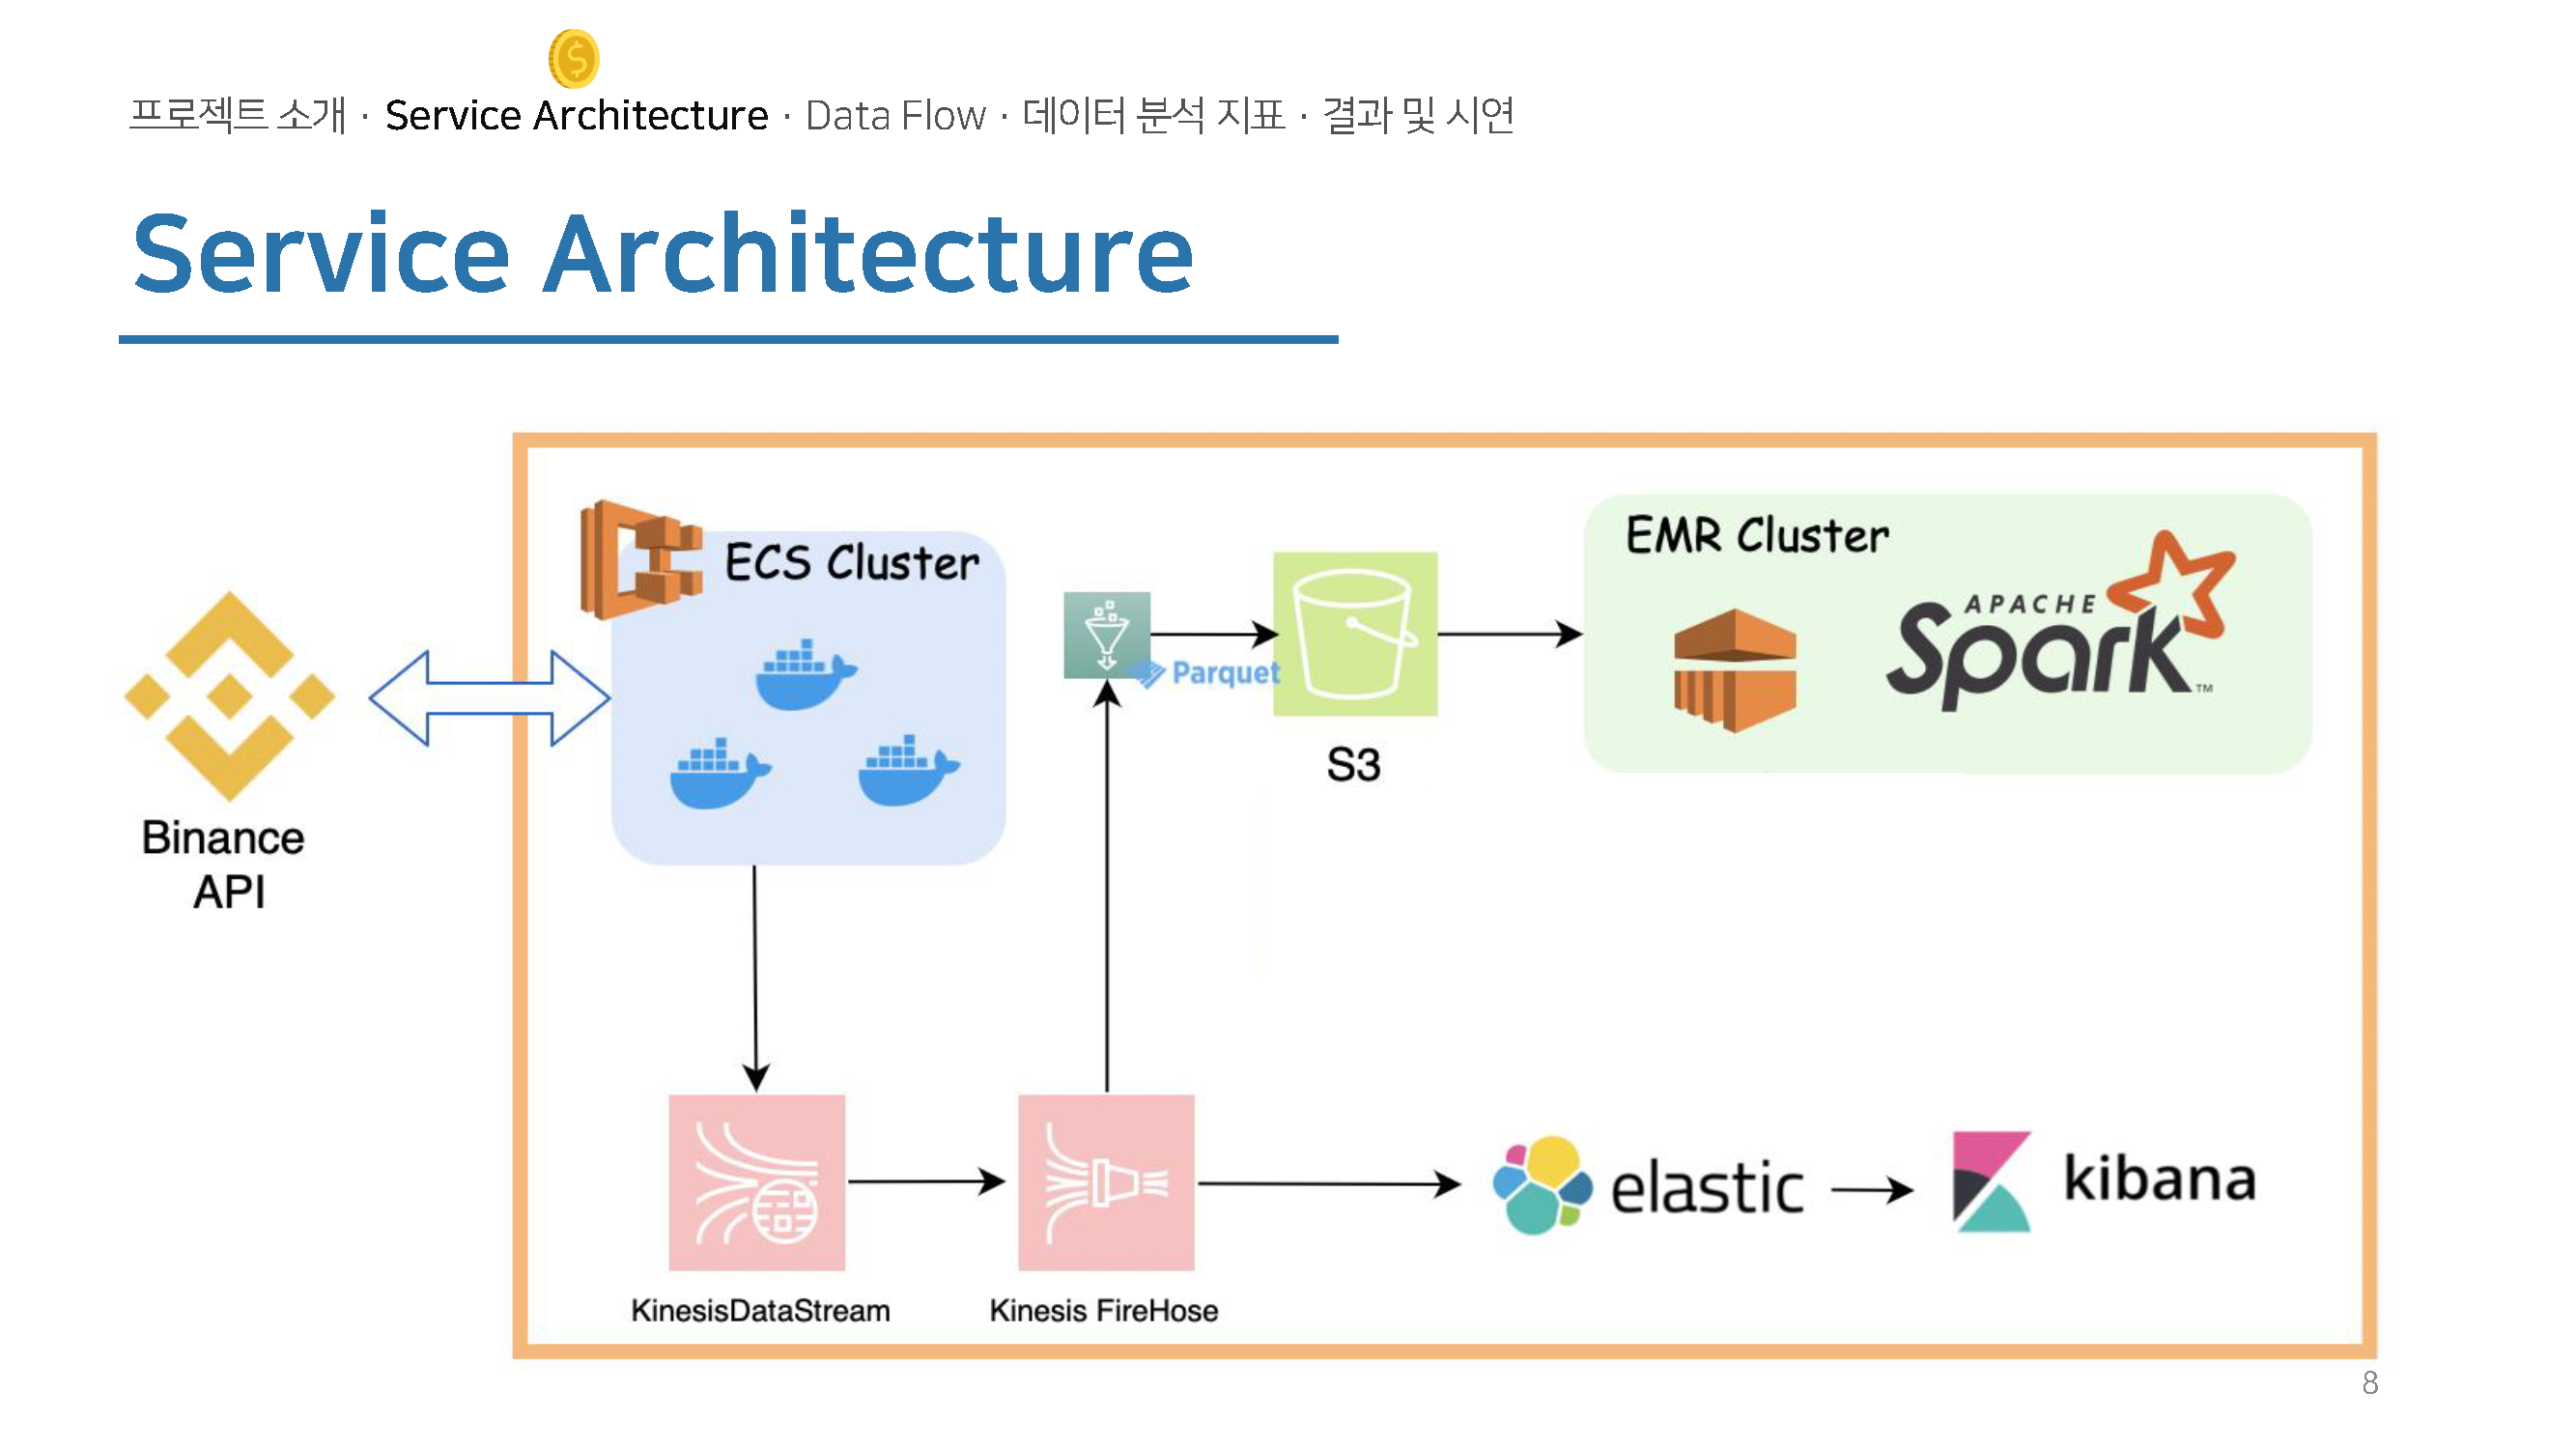 프로젝트 소개 · Service Architecture · Data Flow · 데이터 분석 지표 · 결과 및 시연
Service Architecture
ECS Cluster
EMR Cluster
APACHE
Spark™
Parquet
S3
Binance
API
elastic
kibana
KinesisDataStream
Kinesis FireHose
8